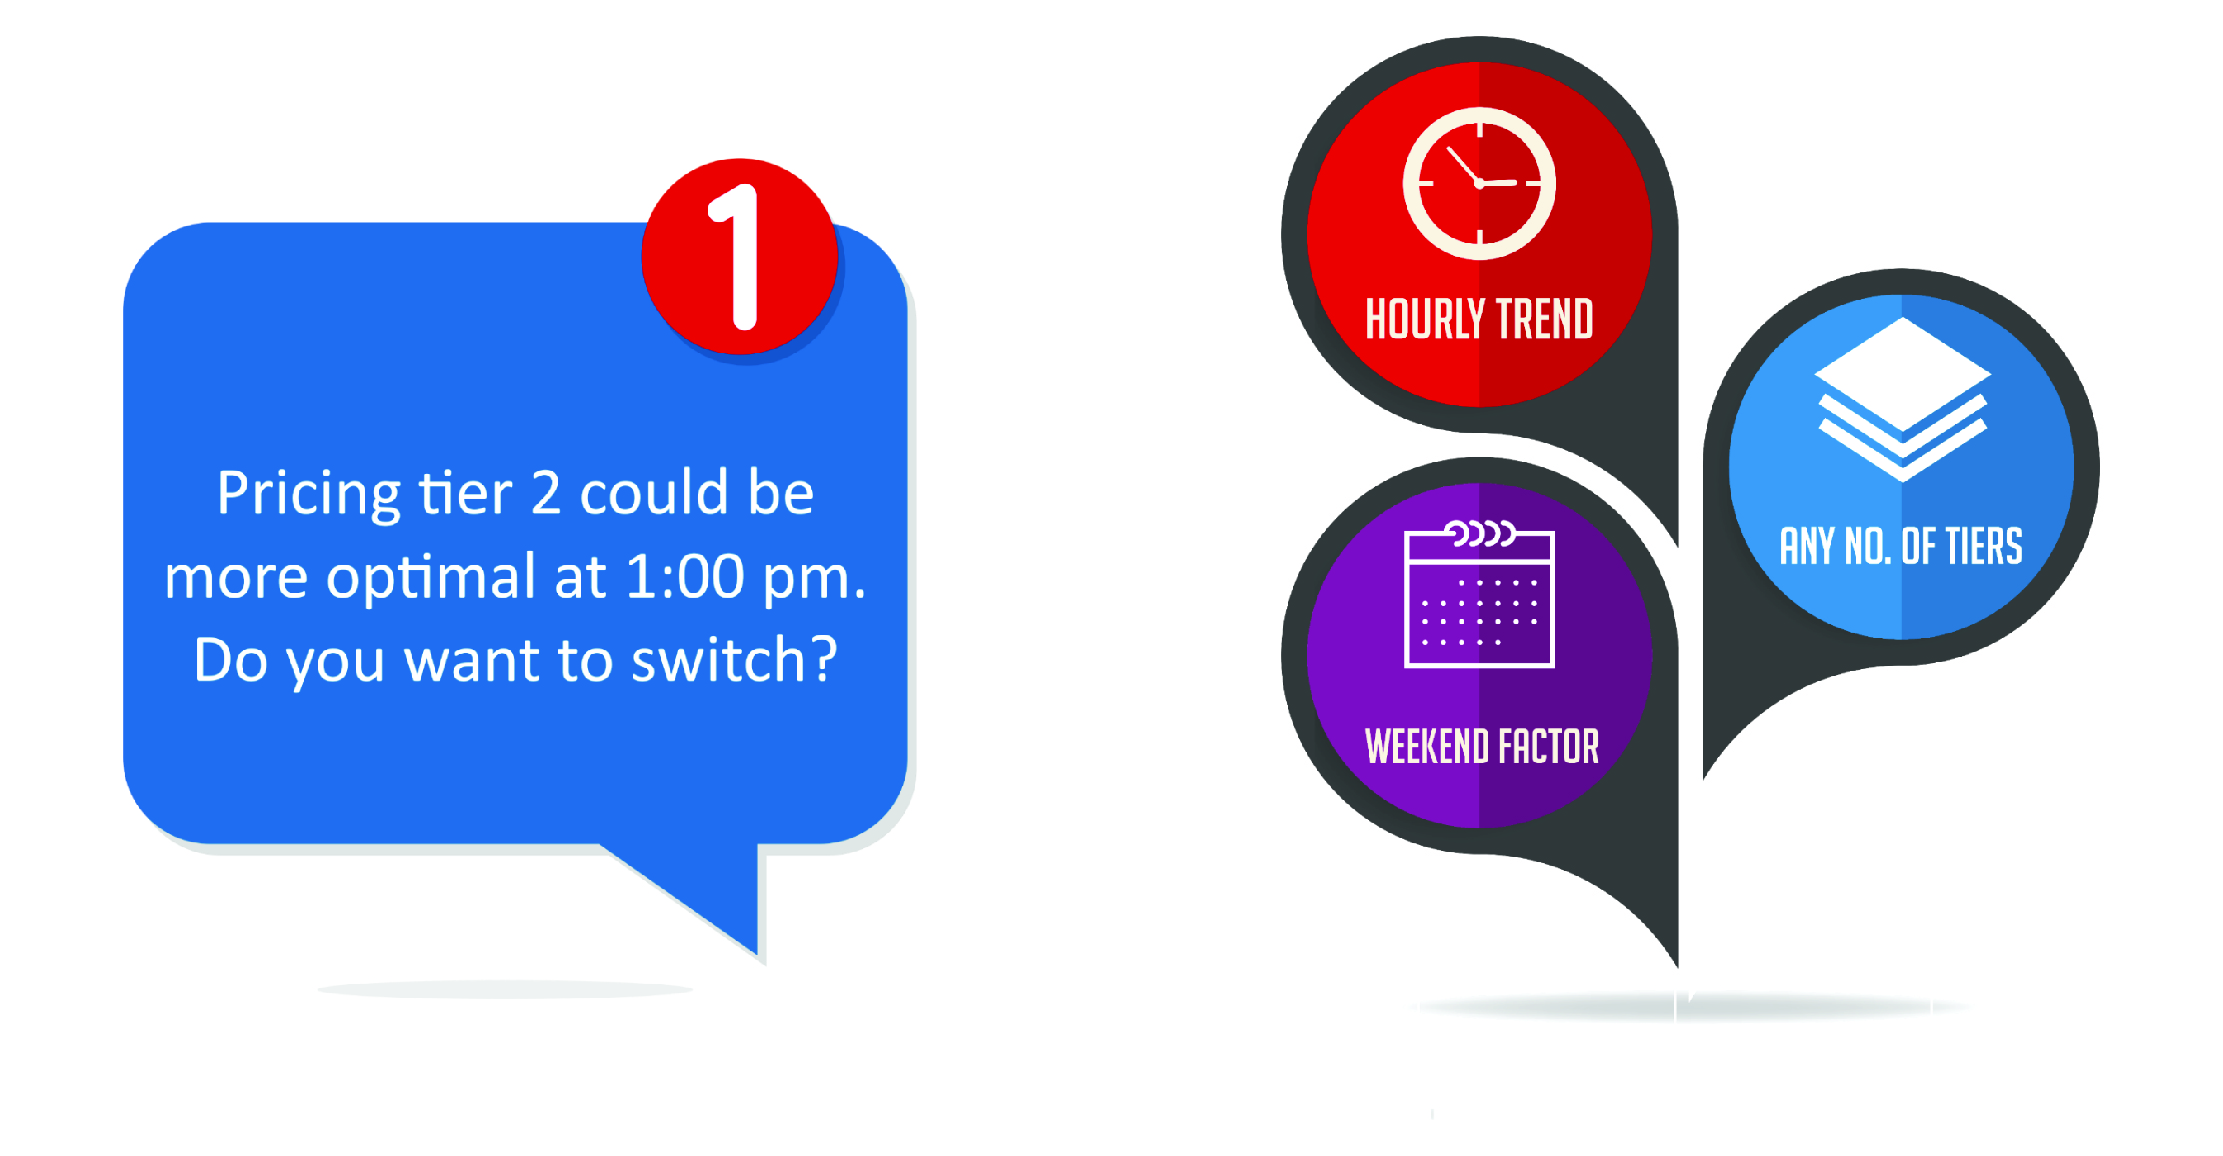 1
Pricing tier 2 could be
more optimal at 1:00 pm.
Do you want to switch?
HOURLY TREND
ANY NO. OF TIERS
WEEKEND FACTOR